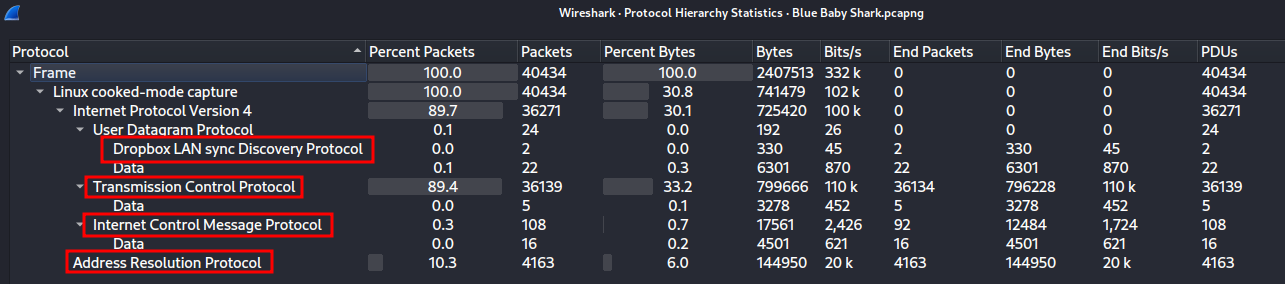 Wireshark · Protocol Hierarchy Statistics · Blue Baby Shark.pcapng
Protocol Percent Packets Packets Percent Bytes Bytes Bits/s End Packets End Bytes End Bits/s PDUs
Frame 100.0 40434 100.0 2407513 332 k 0 0 0 40434
Linux cooked-mode capture 100.0 40434 30.8 741479 102 k 0 0 0 40434
Internet Protocol Version 4 89.7 36271 30.1 725420 100 k 0 0 0 36271
User Datagram Protocol 0.1 24 0.0 192 26 0 0 0 24
Dropbox LAN sync Discovery Protocol 0.0 2 0.0 330 45 2 330 45 2
Data 0.1 22 0.3 6301 870 22 6301 870 22
Transmission Control Protocol 89.4 36139 33.2 799666 110 k 36134 796228 110 k 36139
Data 0.0 5 0.1 3278 452 5 3278 452 5
Internet Control Message Protocol 0.3 108 0.7 17561 2,426 92 12484 1,724 108
Data 0.0 16 0.2 4501 621 16 4501 621 16
Address Resolution Protocol 10.3 4163 6.0 144950 20 k 4163 144950 20 k 4163